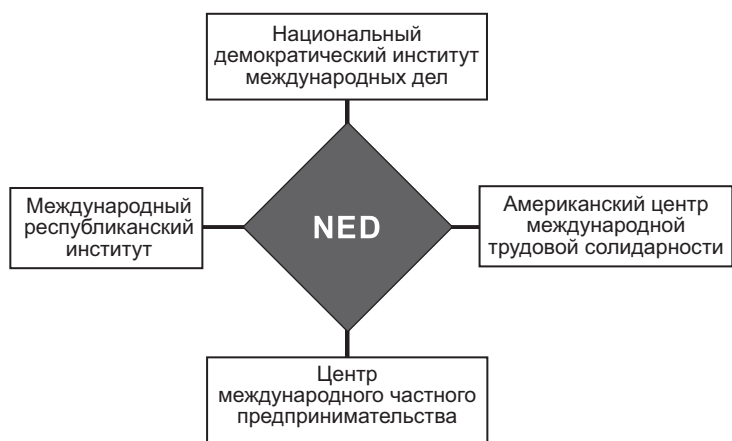 Национальный
демократический институт
международных дел
Международный
республиканский
институт
NED
Американский центр
международной
трудовой солидарности
Центр
международного частного
предпринимательства